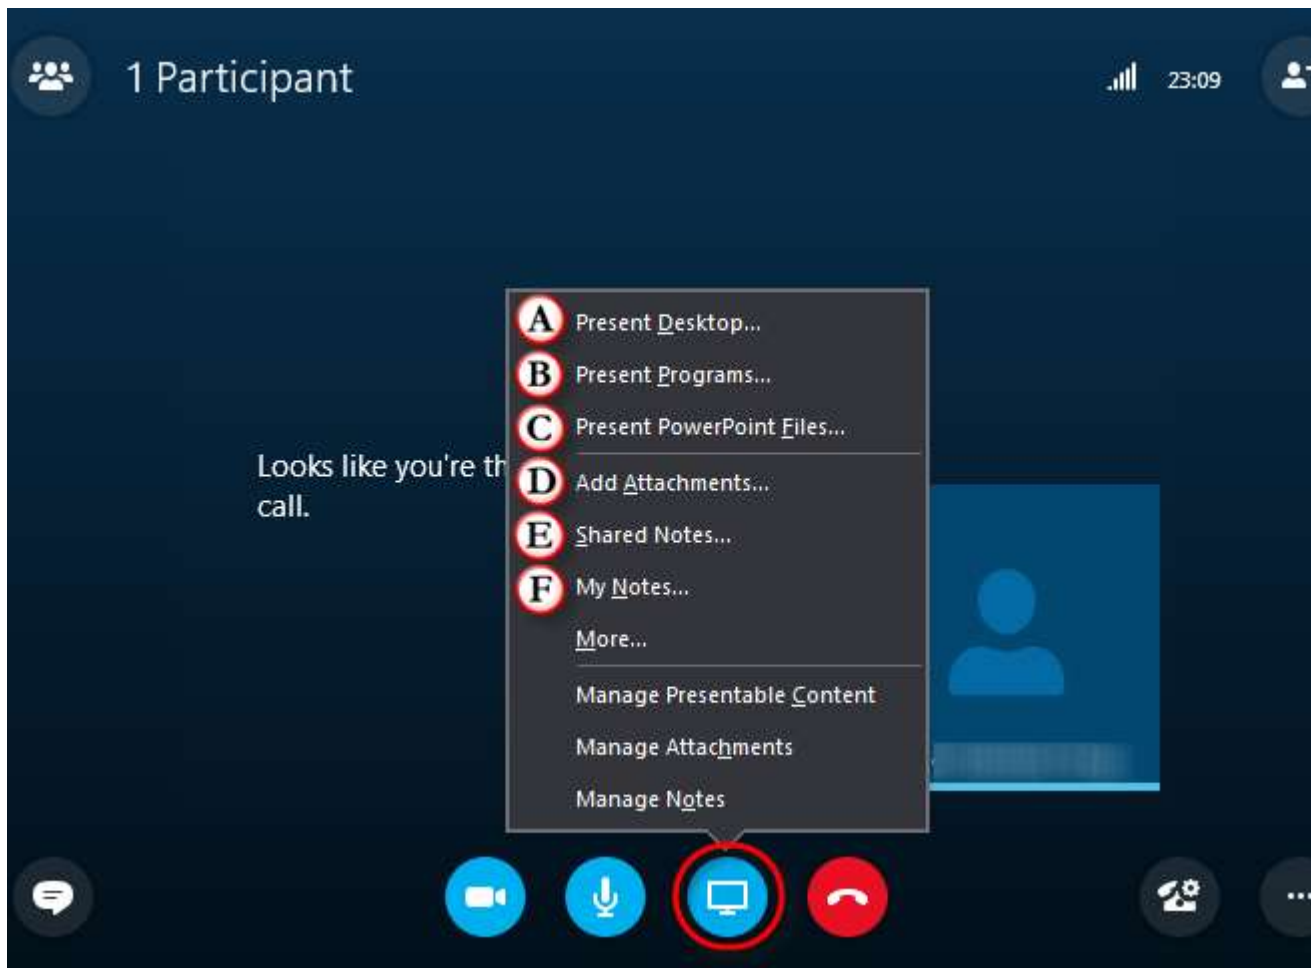 1 Participant
23:09
A Present Desktop...
B Present Programs...
C Present PowerPoint Files...
Looks like you're th
call.
D Add Attachments...
E Shared Notes...
F My Notes...
More...
Manage Presentable Content
Manage Attachments
Manage Notes